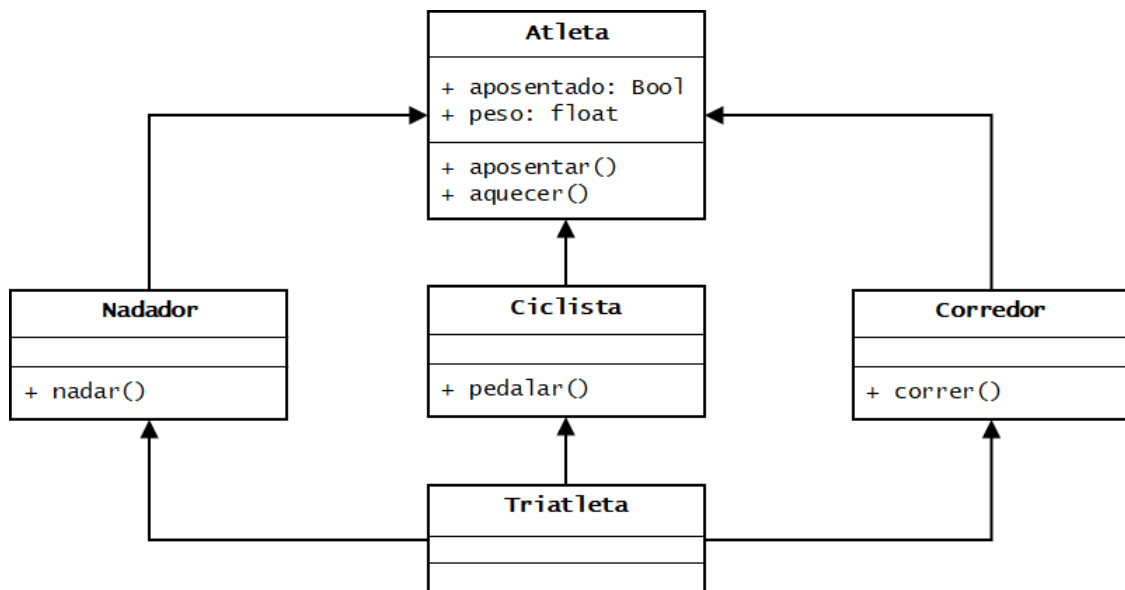 Atleta
+ aposentado: Bool
+ peso: float
+ aposentar()
+ aquecer()
Nadador
+ nadar()
Ciclista
+ pedalar()
Corredor
+ correr()
Triatleta